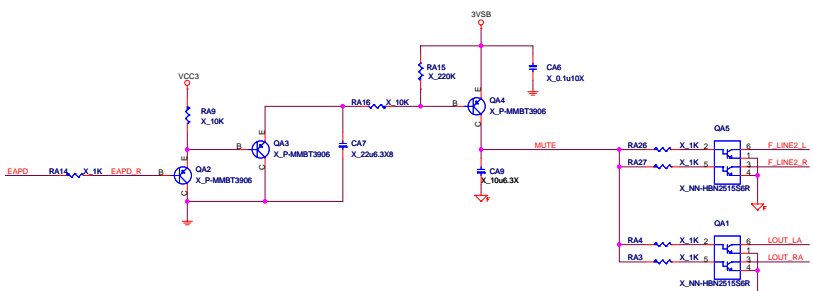 3VSB
VCC3
RA9
X_10K
RA15
X_220K
CA6
X_0.1u10X
RA16
X_10K
B
E
C
QA4
X_P-MMBT3906
B
E
C
QA3
X_P-MMBT3906
CA7
X_22u6.3X8
EAPD
RA14
X_1K
EAPD_R
B
E
C
QA2
X_P-MMBT3906
MUTE
CA9
X_10u6.3X
F
RA26
X_1K
2
RA27
X_1K
5
QA5
6
1
3
4
F_LINE2_L
F_LINE2_R
X_NN-HBN2515S6R
F
QA1
RA4
X_1K
2
RA3
X_1K
5
6
1
3
4
LOUT_LA
LOUT_RA
X_NN-HBN2515S6R